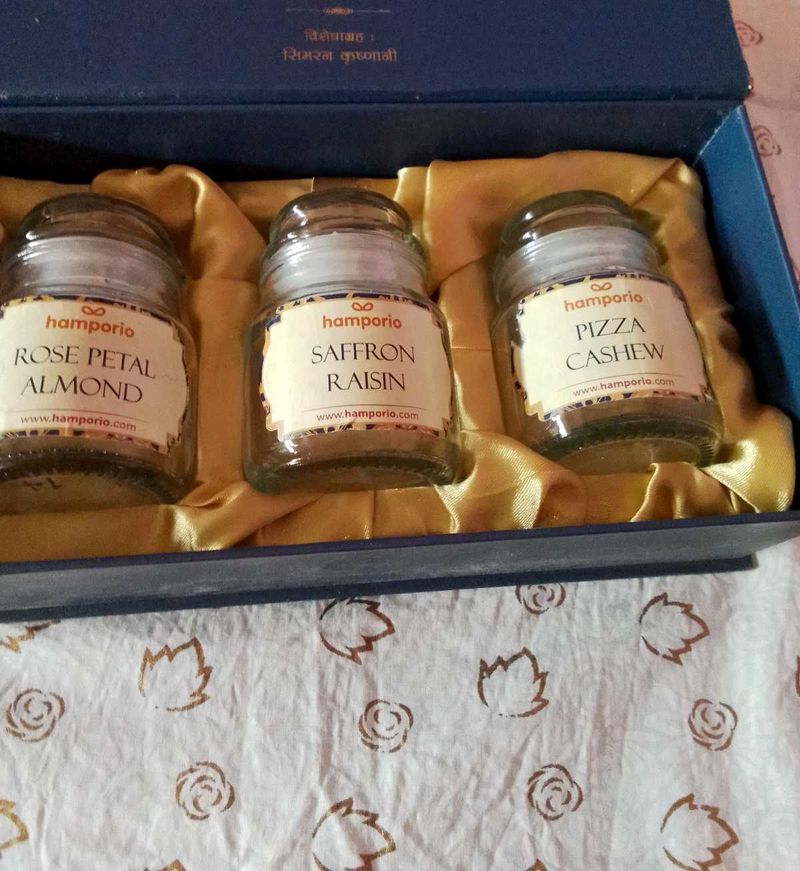 विशेषाग्रह :
सिमरन कृष्णानी
hamporio
ROSE PETAL
ALMOND
www.hamporio.com
hamporio
SAFFRON
RAISIN
www.hamporio.com
hamporio
PIZZA
CASHEW
www.hamporio.com